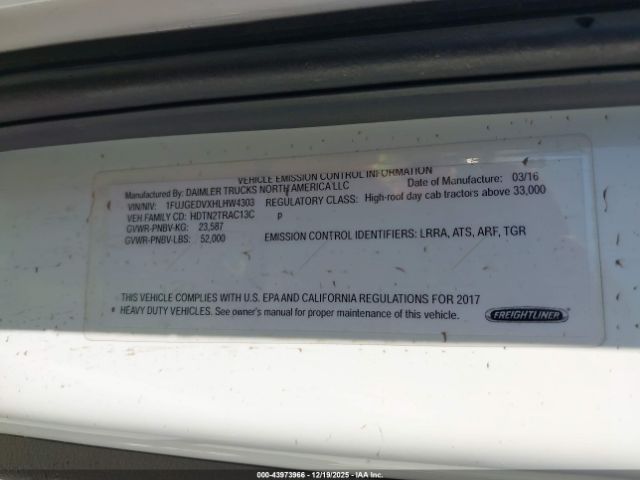 VEHICLE EMISSION CONTROL INFORMATION
Manufactured By: DAIMLER TRUCKS NORTH AMERICA LLC Date of Manufacture: 03/16
VIN/NIV: 1FUJGEDVXHLHW4303 REGULATORY CLASS: High-roof day cab tractors above 33,000
VEH FAMILY CD: HDTN2TRAC13C p
GVWR-PNBV-KG: 23,587
GVWR-PNBV-LBS: 52,000 EMISSION CONTROL IDENTIFIERS: LRRA, ATS, ARF, TGR
THIS VEHICLE COMPLIES WITH U.S. EPA AND CALIFORNIA REGULATIONS FOR 2017
HEAVY DUTY VEHICLES. See owner's manual for proper maintenance of this vehicle.
FREIGHTLINER
000-43973966 - 12/19/2025 - IAA Inc.